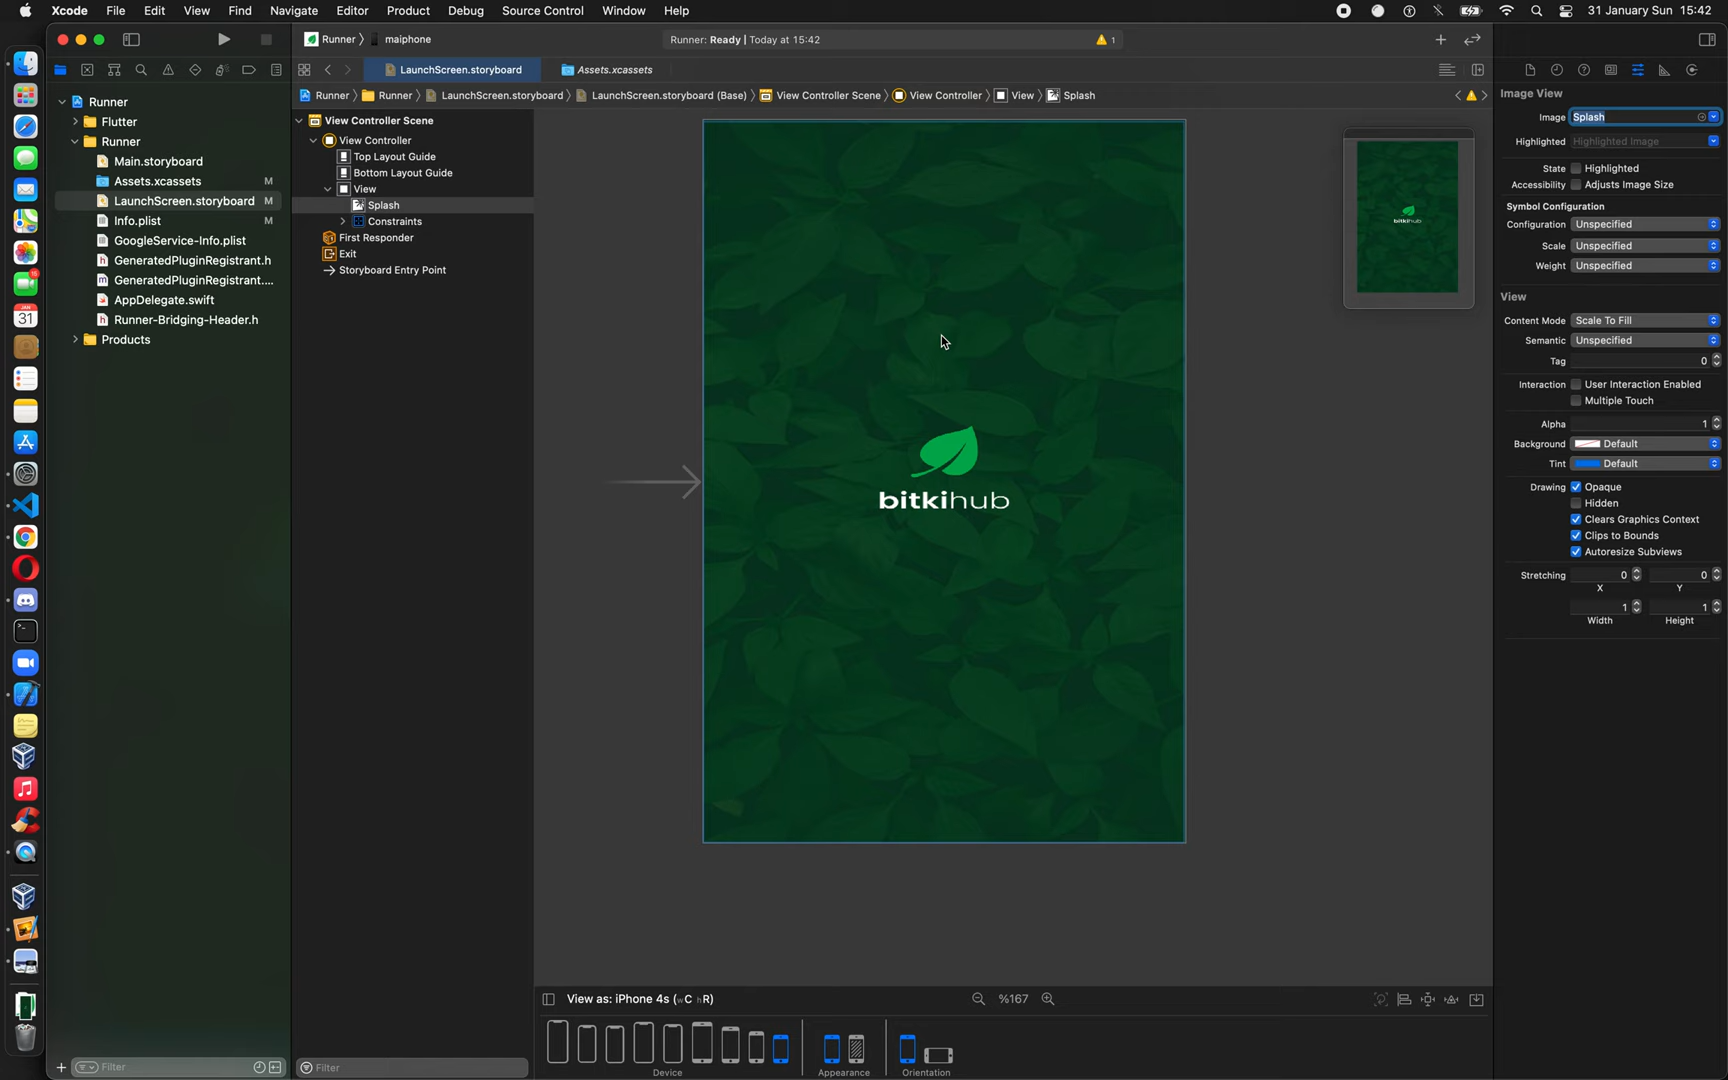 Xcode File Edit View Find Navigate Editor Product Debug Source Control Window Help 31 January Sun 15:42
Runner maiphone Runner: Ready | Today at 15:42 1
LaunchScreen.storyboard Assets.xcassets
Runner Runner LaunchScreen.storyboard LaunchScreen.storyboard (Base) View Controller Scene View Controller View Splash
Runner
Flutter
Runner
Main.storyboard
Assets.xcassets M
LaunchScreen.storyboard M
Info.plist M
GoogleService-Info.plist
GeneratedPluginRegistrant.h
GeneratedPluginRegistrant....
AppDelegate.swift
Runner-Bridging-Header.h
Products
Filter
View Controller Scene
View Controller
Top Layout Guide
Bottom Layout Guide
View
Splash
Constraints
First Responder
Exit
Storyboard Entry Point
Filter
bitkihub
bitkihub
View as: iPhone 4s (wC hR) %167
Device Appearance Orientation
Image View
Image Splash
Highlighted Highlighted Image
State Highlighted
Accessibility Adjusts Image Size
Symbol Configuration
Configuration Unspecified
Scale Unspecified
Weight Unspecified
View
Content Mode Scale To Fill
Semantic Unspecified
Tag 0
Interaction User Interaction Enabled
Multiple Touch
Alpha 1
Background Default
Tint Default
Drawing Opaque
Hidden
Clears Graphics Context
Clips to Bounds
Autoresize Subviews
Stretching 0 0
X Y
1 1
Width Height
15
JAN
31